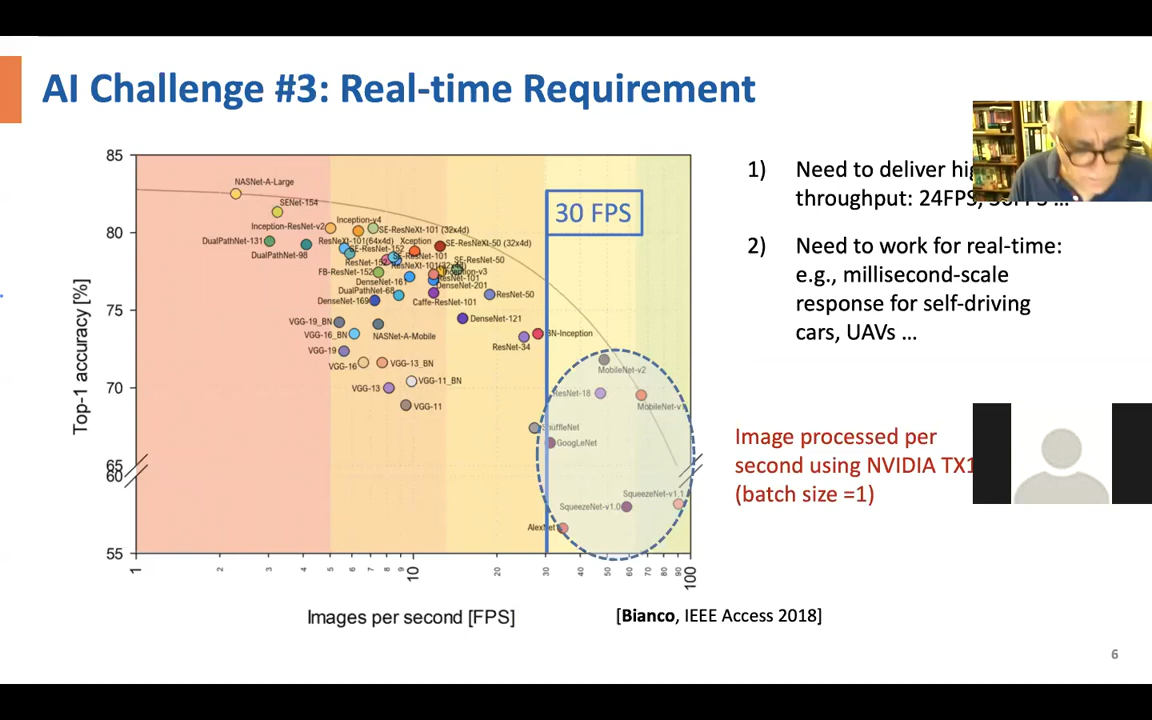 AI Challenge #3: Real-time Requirement
85
80
75
70
65
60
55
Top-1 accuracy [%]
NASNet-A-Large
SENet-154
Inception-ResNet-v2
Inception-v4
SE-ResNeXt-101 (32x4d)
DualPathNet-131
ResNeXt-101(64x4d)
Xception
SE-ResNeXt-50 (32x4d)
DualPathNet-98
SE-ResNet-152
SE-ResNet-101
SE-ResNet-50
FB-ResNet-152
DenseNet-161
DenseNet-201
DualPathNet-68
DenseNet-169
Caffe-ResNet-101
ResNet-50
VGG-19_BN
DenseNet-121
VGG-16_BN
NASNet-A-Mobile
BN-Inception
VGG-19
ResNet-34
VGG-16
VGG-13_BN
MobileNet-v2
VGG-11_BN
VGG-13
ResNet-18
VGG-11
MobileNet-v1
ShuffleNet
GoogLeNet
SqueezeNet-v1.1
SqueezeNet-v1.0
AlexNet
30 FPS
1 2 3 4 5 6 7 8 9 10 20 30 40 50 60 70 80 90 100
Images per second [FPS]
1) Need to deliver
throughput: 24FPS,
2) Need to work for real-time:
e.g., millisecond-scale
response for self-driving
cars, UAVs ...
Image processed per
second using NVIDIA TX1
(batch size =1)
[Bianco, IEEE Access 2018]
6